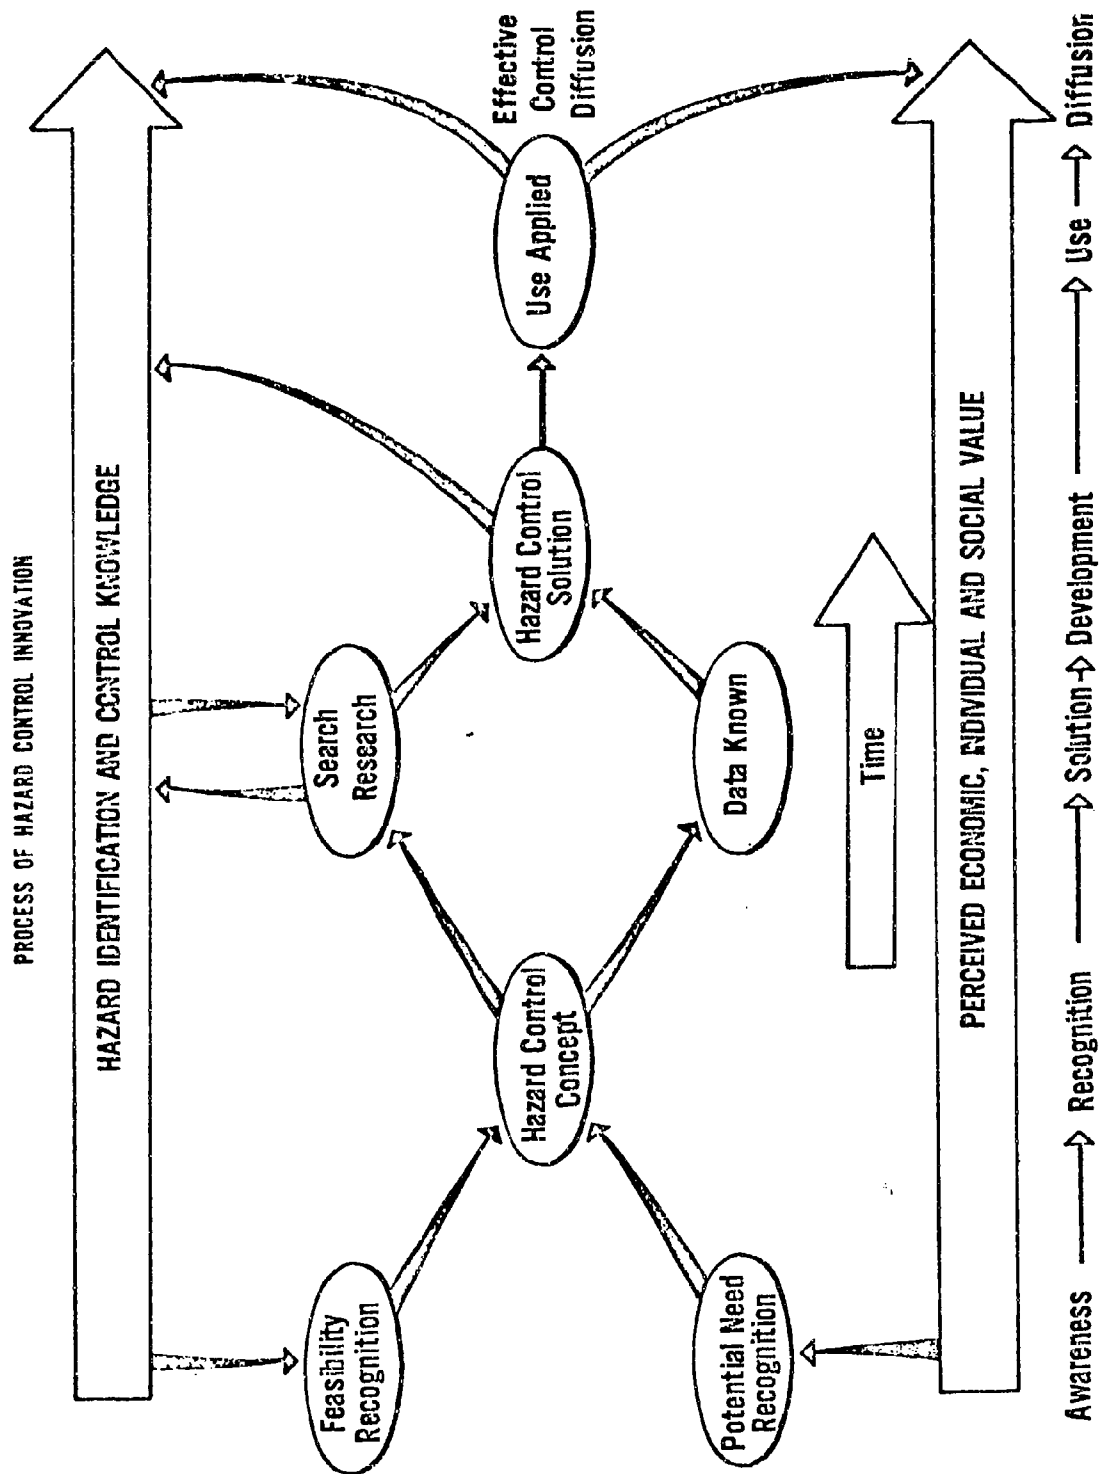 PROCESS OF HAZARD CONTROL INNOVATION
HAZARD IDENTIFICATION AND CONTROL KNOWLEDGE
Feasibility
Recognition
Search
Research
Hazard Control
Concept
Hazard Control
Solution
Use Applied
Effective
Control
Diffusion
Potential Need
Recognition
Data Known
Time
PERCEIVED ECONOMIC, INDIVIDUAL AND SOCIAL VALUE
Awareness Recognition Solution Development Use Diffusion